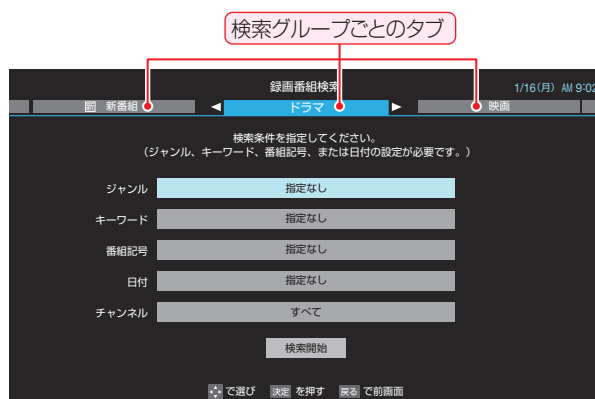 検索グループごとのタブ
録画番組検索 1/16(月) AM 9:02
新番組 ◀ ドラマ ▶ 映画
検索条件を指定してください。
(ジャンル、キーワード、番組記号、または日付の設定が必要です。)
ジャンル 指定なし
キーワード 指定なし
番組記号 指定なし
日付 指定なし
チャンネル すべて
検索開始
で選び 決定 を押す 戻る で前画面